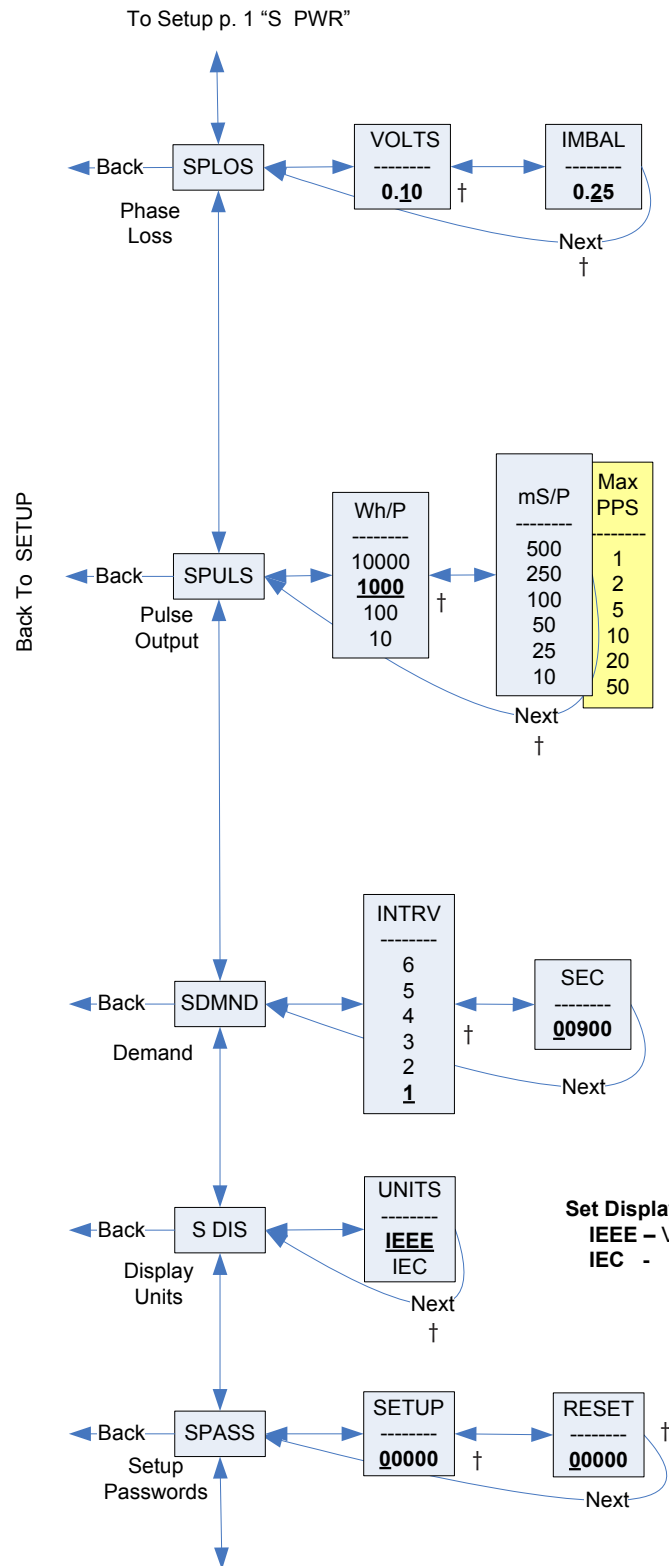 To Setup p. 1 “S PWR”
Back To SETUP
Back
SPLOS
Phase
Loss
VOLTS
--------
0.10
†
IMBAL
--------
0.25
Next
†
Back
SPULS
Pulse
Output
Wh/P
--------
10000
1000
100
10
†
mS/P
--------
500
250
100
50
25
10
Max
PPS
--------
1
2
5
10
20
50
Next
†
Back
SDMND
Demand
INTRV
--------
6
5
4
3
2
1
†
SEC
--------
00900
Next
Back
S DIS
Display
Units
UNITS
--------
IEEE
IEC
Next
†
Set Displa
IEEE –
IEC -
Back
SPASS
Setup
Passwords
SETUP
--------
00000
†
RESET
--------
00000
†
Next